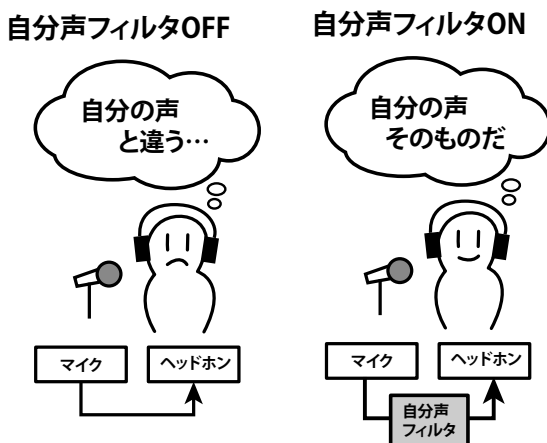 自分声フィルタOFF
自分の声
と違う…
マイク
ヘッドホン
自分声フィルタON
自分の声
そのものだ
マイク
ヘッドホン
自分声
フィルタ